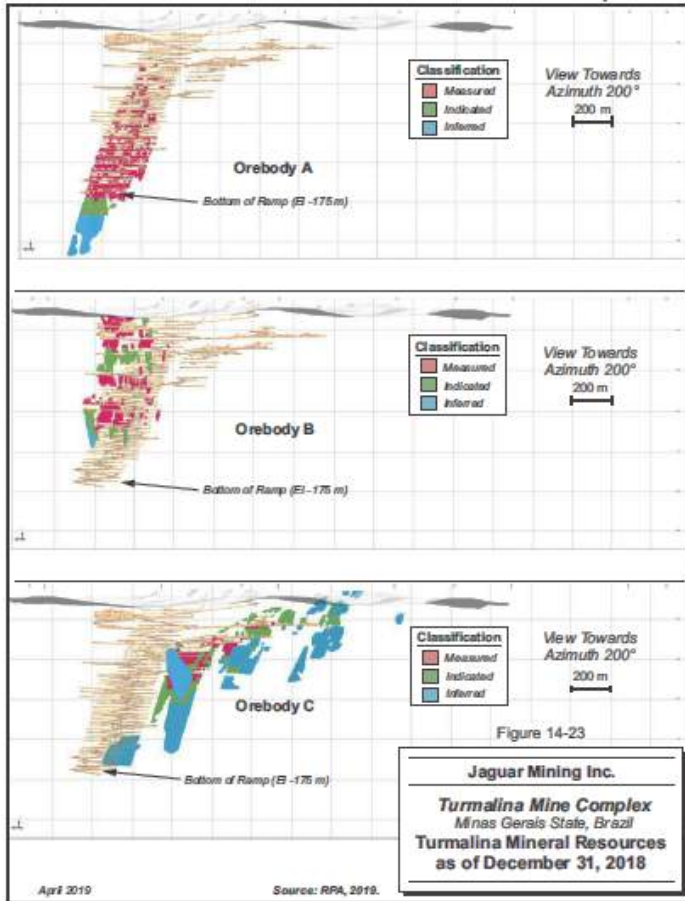 Classification
Measured
Indicated
Inferred
View Towards
Azimuth 200°
200 m
Orebody A
Bottom of Ramp (El -175 m)
Classification
Measured
Indicated
Inferred
View Towards
Azimuth 200°
200 m
Orebody B
Bottom of Ramp (El -175 m)
Classification
Measured
Indicated
Inferred
View Towards
Azimuth 200°
200 m
Orebody C
Bottom of Ramp (El -175 m)
Figure 14-23
Jaguar Mining Inc.
Turmalina Mine Complex
Minas Gerais State, Brazil
Turmalina Mineral Resources
as of December 31, 2018
April 2019
Source: RPA, 2019.